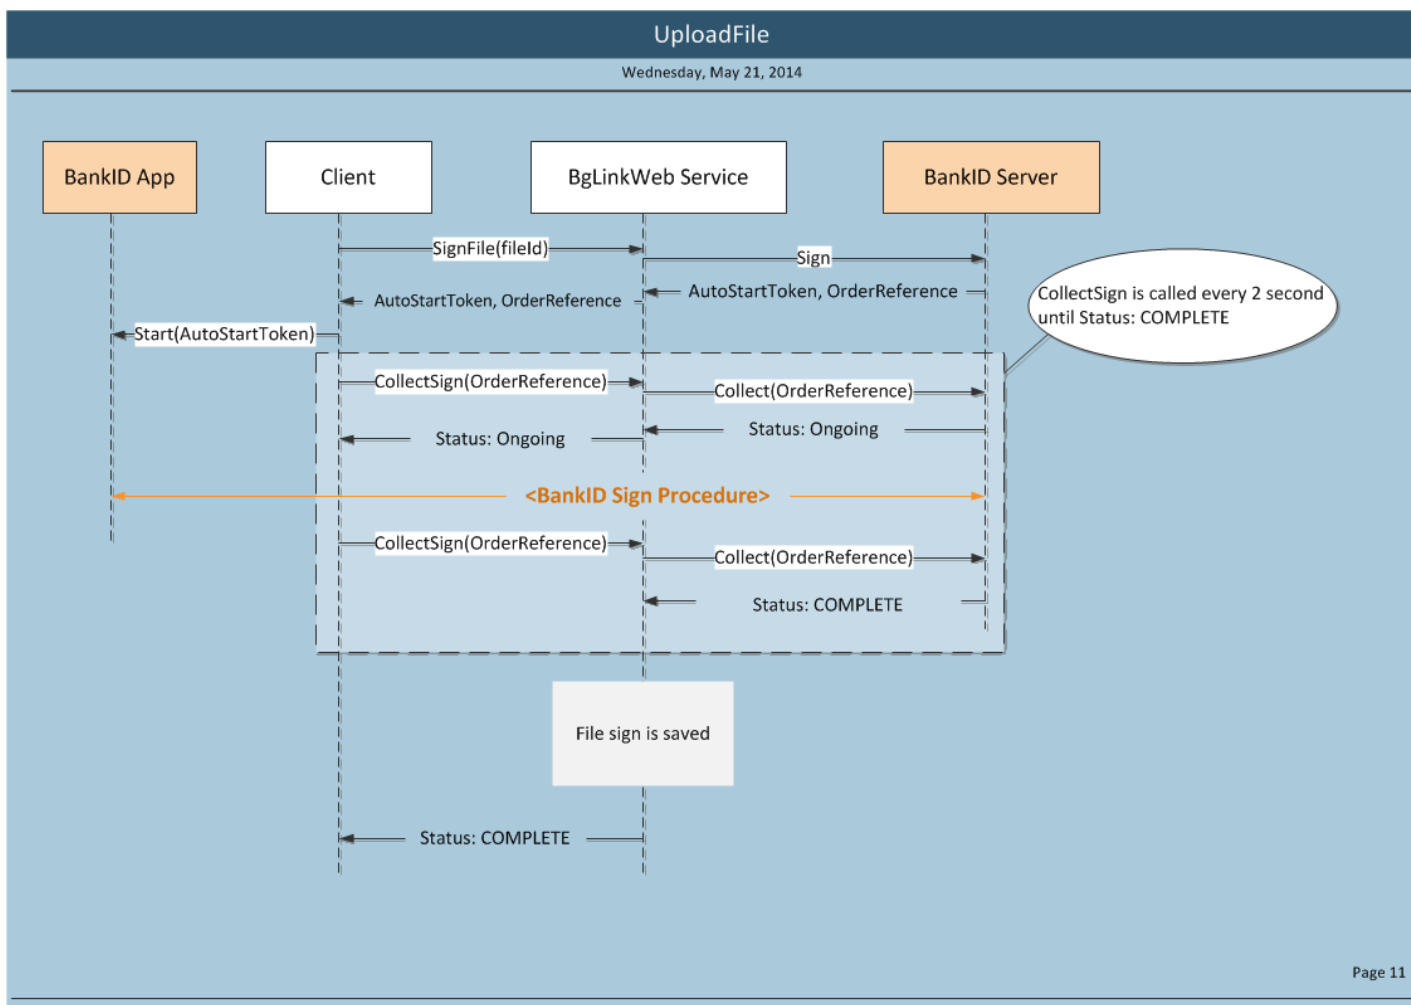 UploadFile
Wednesday, May 21, 2014
BankID App
Client
BgLinkWeb Service
BankID Server
SignFile(fileId)
Sign
AutoStartToken, OrderReference
AutoStartToken, OrderReference
CollectSign is called every 2 second
until Status: COMPLETE
Start(AutoStartToken)
CollectSign(OrderReference)
Collect(OrderReference)
Status: Ongoing
Status: Ongoing
<BankID Sign Procedure>
CollectSign(OrderReference)
Collect(OrderReference)
Status: COMPLETE
File sign is saved
Status: COMPLETE
Page 11